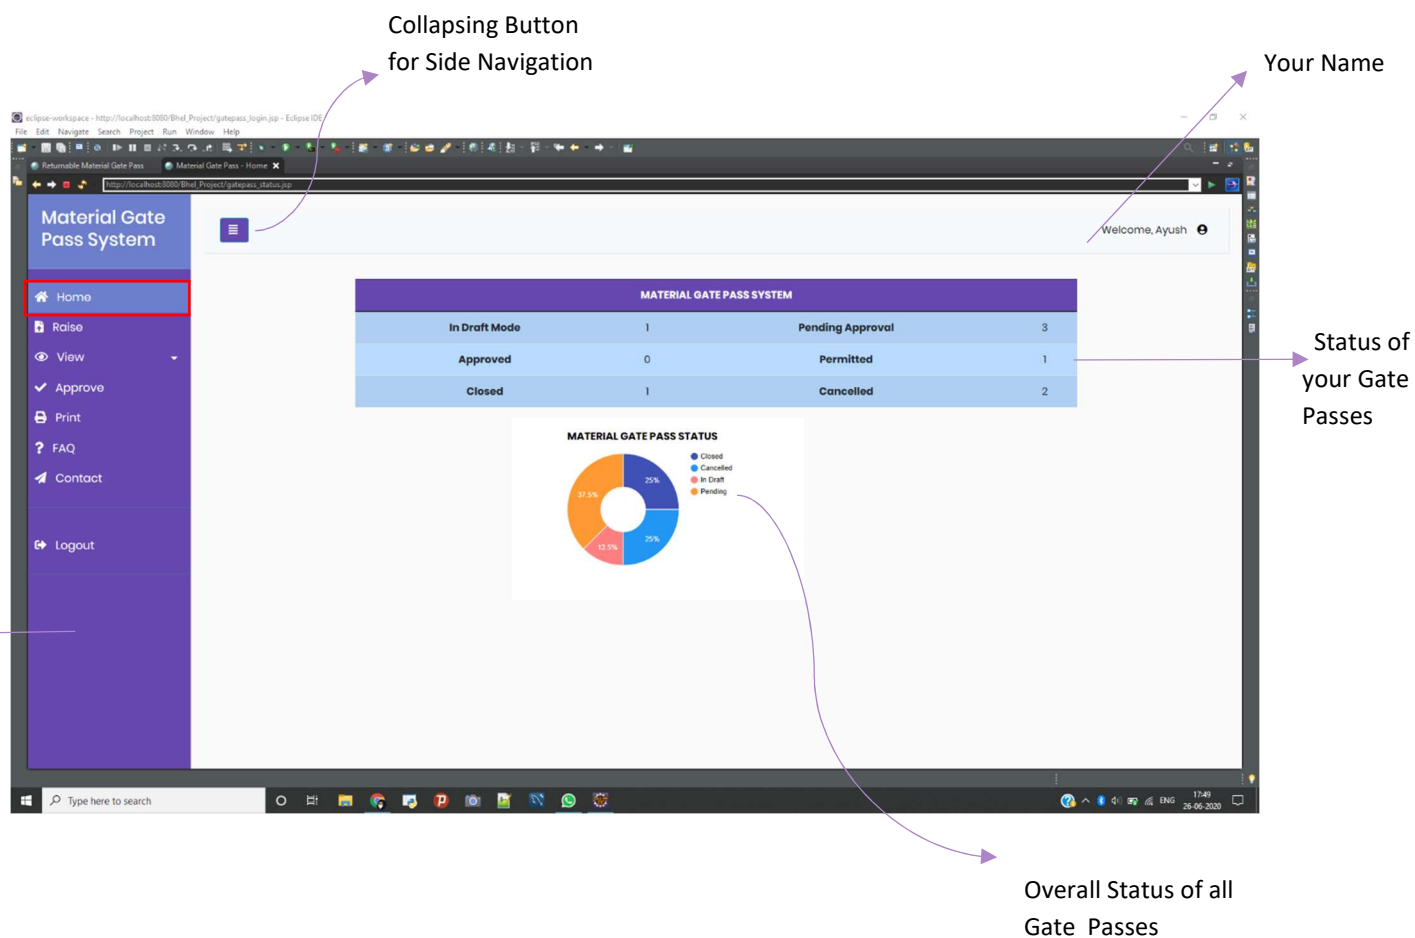 Collapsing Button
for Side Navigation
Your Name
eclipse-workspace - http://localhost:8080/Bhel_Project/gatepass_login.jsp - Eclipse IDE
File Edit Navigate Search Project Run Window Help
Returnable Material Gate Pass
Material Gate Pass - Home
http://localhost:8080/Bhel_Project/gatepass_status.jsp
Material Gate
Pass System
Welcome, Ayush
Home
Raise
View
Approve
Print
FAQ
Contact
Logout
MATERIAL GATE PASS SYSTEM
In Draft Mode 1 Pending Approval 3
Approved 0 Permitted 1
Closed 1 Cancelled 2
Status of
your Gate
Passes
MATERIAL GATE PASS STATUS
Closed
Cancelled
In Draft
Pending
25%
37.5%
12.5%
25%
Type here to search
ENG
17:49
26-06-2020
Overall Status of all
Gate Passes